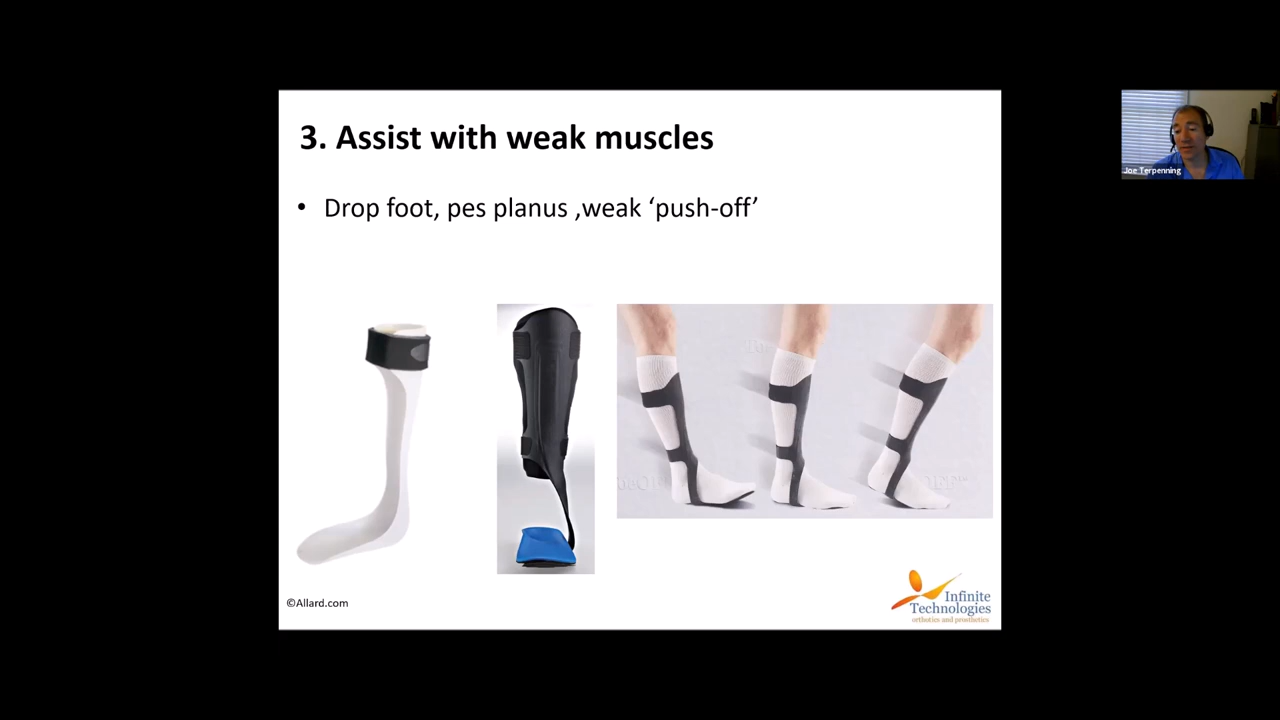 3. Assist with weak muscles
• Drop foot, pes planus ,weak ‘push-off’
©Allard.com
Infinite
Technologies
orthotics and prosthetics
Joe Terpenning